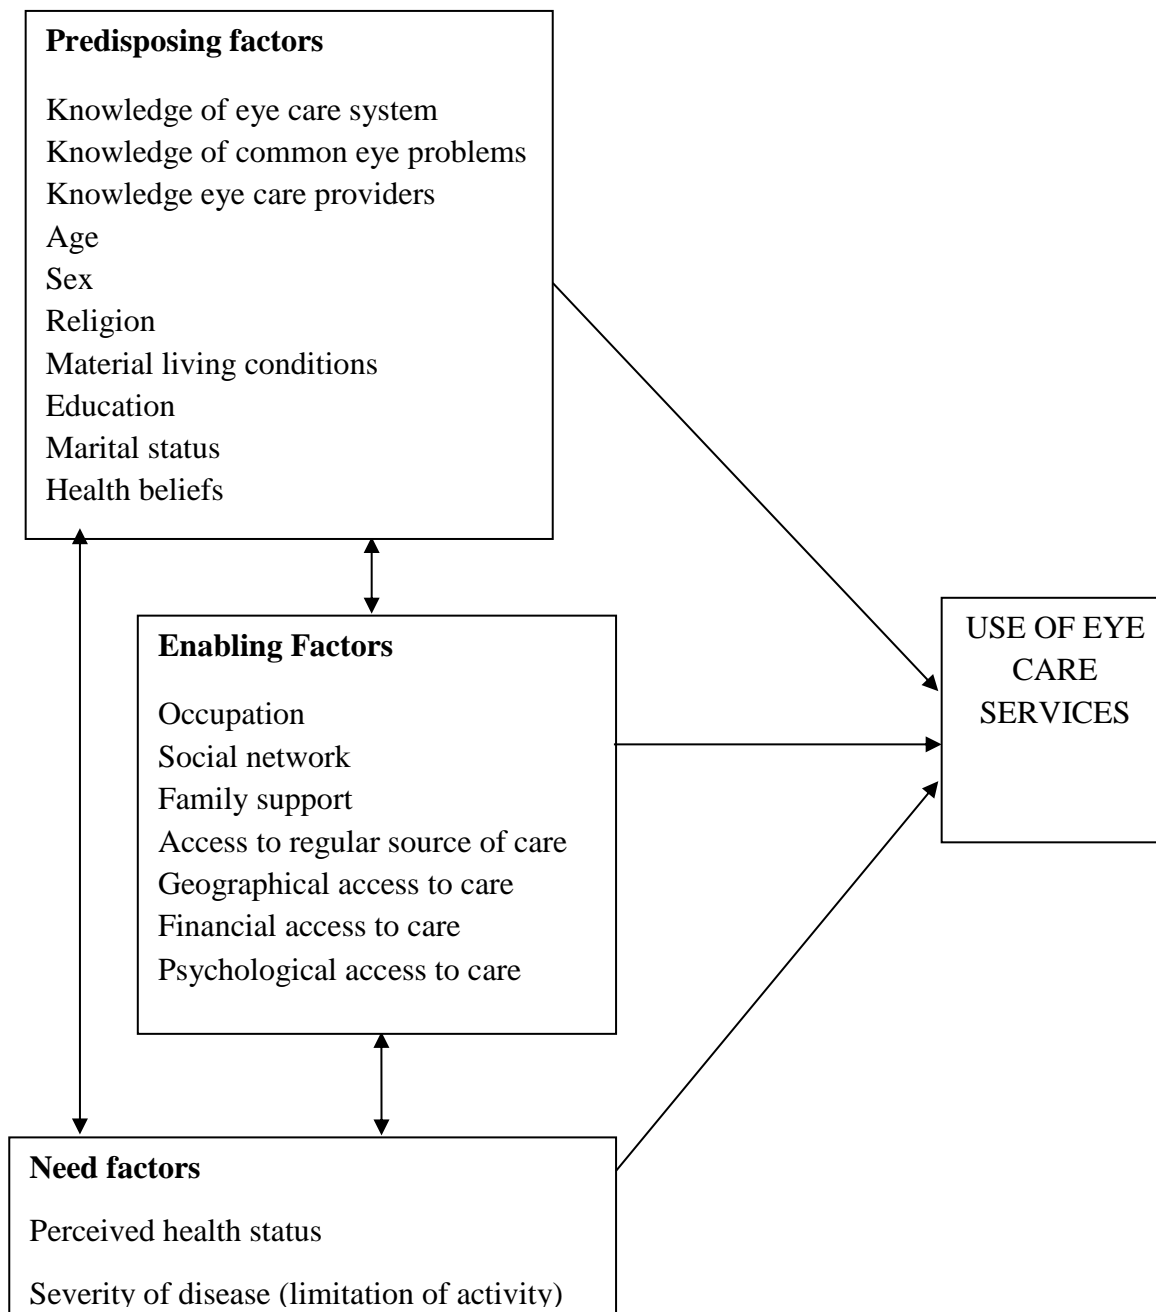 Predisposing factors
Knowledge of eye care system
Knowledge of common eye problems
Knowledge eye care providers
Age
Sex
Religion
Material living conditions
Education
Marital status
Health beliefs
Enabling Factors
Occupation
Social network
Family support
Access to regular source of care
Geographical access to care
Financial access to care
Psychological access to care
USE OF EYE
CARE
SERVICES
Need factors
Perceived health status
Severity of disease (limitation of activity)